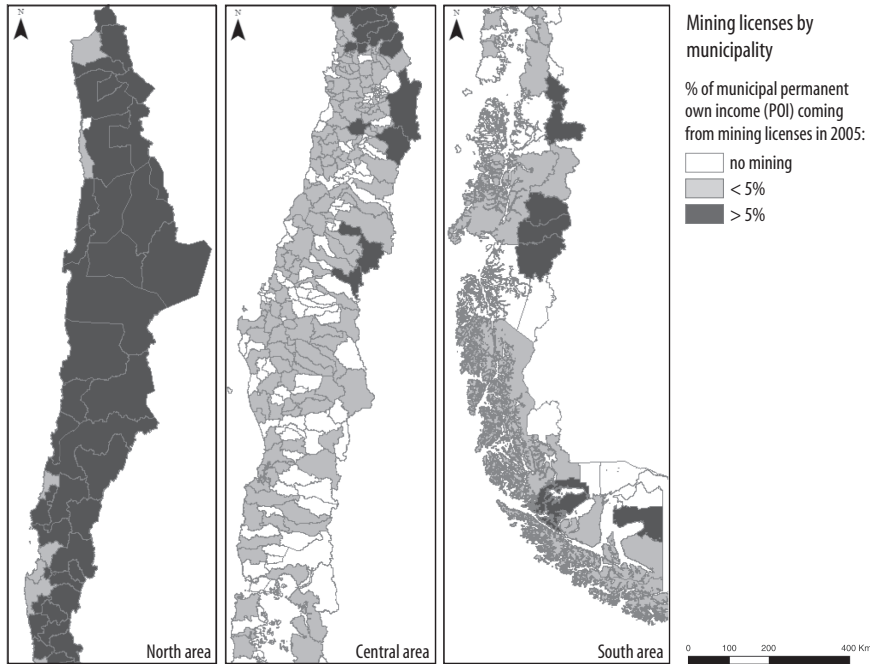 N
N
N
Mining licenses by
municipality
% of municipal permanent
own income (POI) coming
from mining licenses in 2005:
no mining
< 5%
> 5%
North area
Central area
South area
0 100 200 400 Km